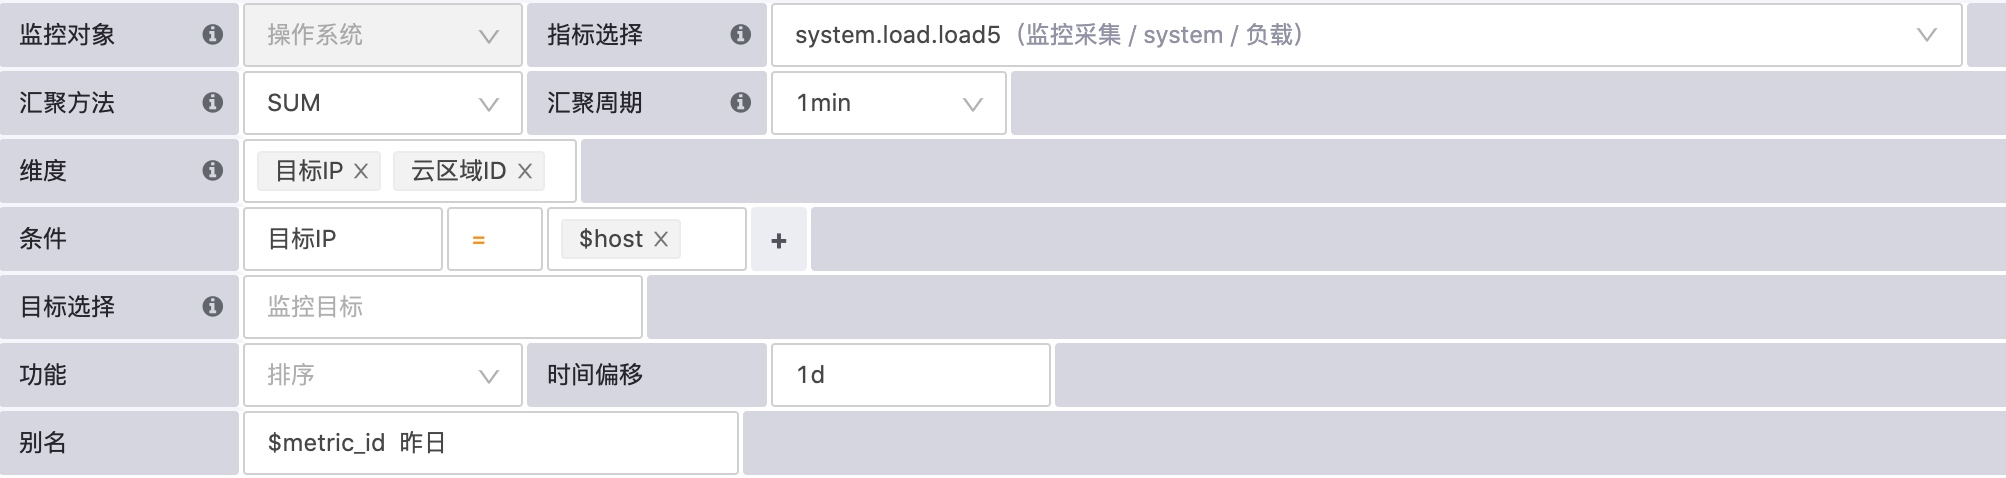 监控对象 操作系统 指标选择 system.load.load5（监控采集 / system / 负载）
汇聚方法 SUM 汇聚周期 1min
维度 目标IP 云区域ID
条件 目标IP = $host +
目标选择 监控目标
功能 排序 时间偏移 1d
别名 $metric_id 昨日